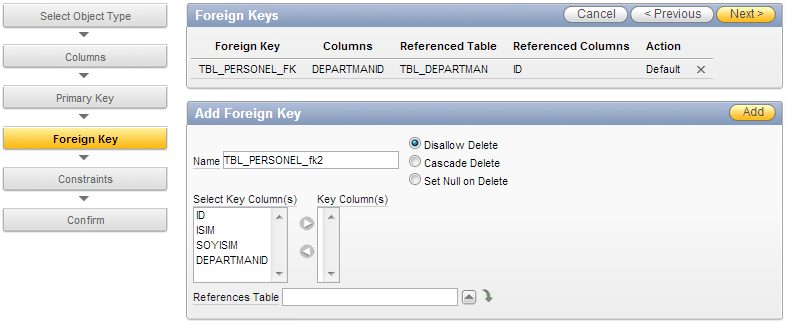 Select Object Type
Columns
Primary Key
Foreign Key
Constraints
Confirm
Foreign Keys Cancel < Previous Next >
Foreign Key Columns Referenced Table Referenced Columns Action
TBL_PERSONEL_FK DEPARTMANID TBL_DEPARTMAN ID Default
Add Foreign Key Add
Name TBL_PERSONEL_fk2
Disallow Delete
Cascade Delete
Set Null on Delete
Select Key Column(s) Key Column(s)
ID
ISIM
SOYISIM
DEPARTMANID
References Table